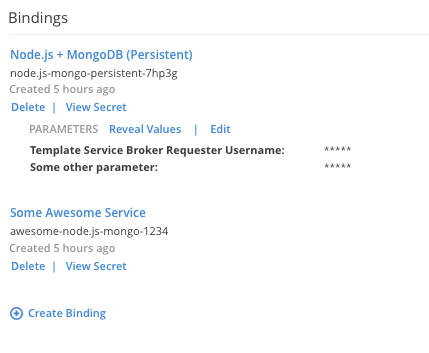 Bindings
Node.js + MongoDB (Persistent)
node.js-mongo-persistent-7hp3g
Created 5 hours ago
Delete | View Secret
PARAMETERS Reveal Values | Edit
Template Service Broker Requester Username: *****
Some other parameter: *****
Some Awesome Service
awesome-node.js-mongo-1234
Created 5 hours ago
Delete | View Secret
Create Binding